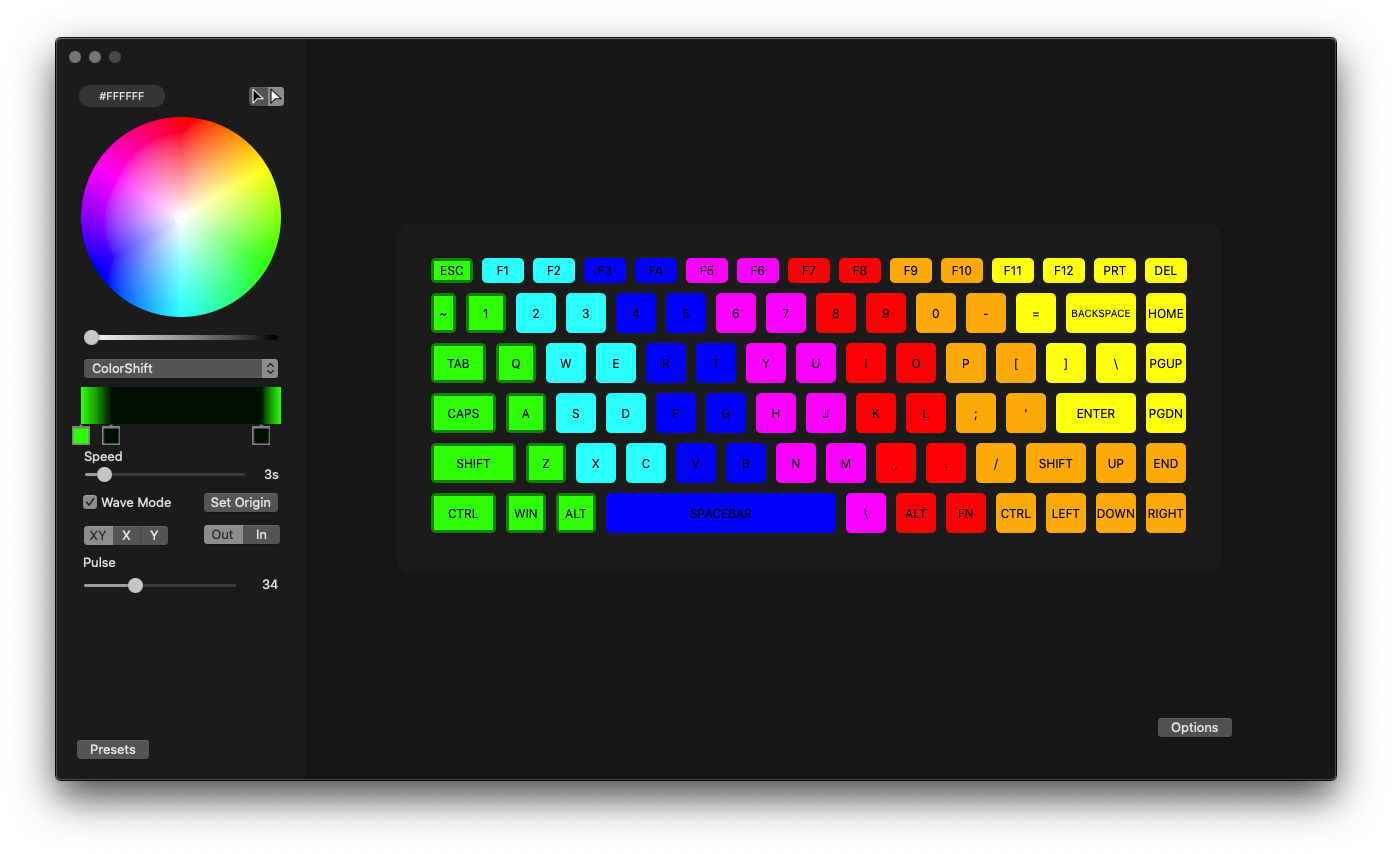 #FFFFFF
ColorShift
Speed
3s
Wave Mode
Set Origin
XY X Y
Out In
Pulse
34
Presets
ESC F1 F2 F3 F4 F5 F6 F7 F8 F9 F10 F11 F12 PRT DEL
~ 1 2 3 4 5 6 7 8 9 0 - = BACKSPACE HOME
TAB Q W E R T Y U I O P [ ] \ PGUP
CAPS A S D F G H J K L ; ' ENTER PGDN
SHIFT Z X C V B N M , . / SHIFT UP END
CTRL WIN ALT SPACEBAR \ ALT FN CTRL LEFT DOWN RIGHT
Options